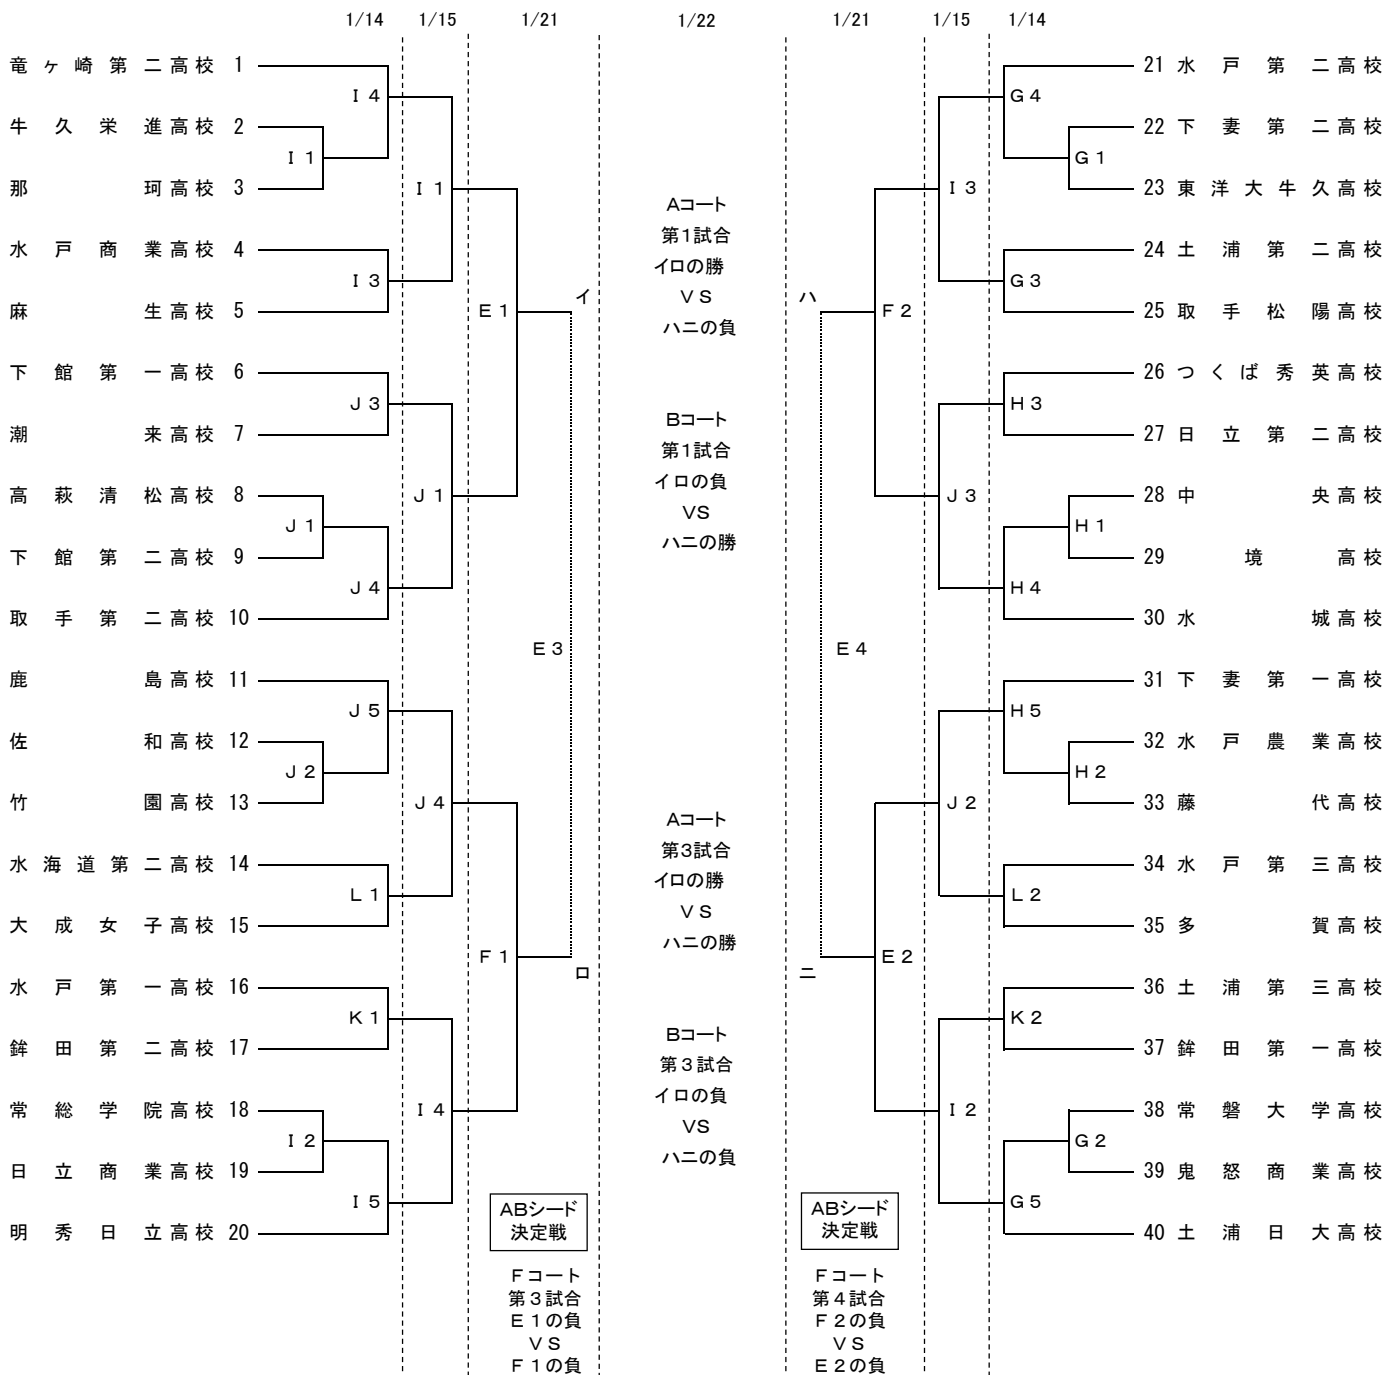 1/14 1/15 1/21 1/22 1/21 1/15 1/14
竜ヶ崎第二高校 1
牛久栄進高校 2
那珂高校 3
水戸商業高校 4
麻生高校 5
下館第一高校 6
潮来高校 7
高萩清松高校 8
下館第二高校 9
取手第二高校 10
鹿島高校 11
佐和高校 12
竹園高校 13
水海道第二高校 14
大成女子高校 15
水戸第一高校 16
鉾田第二高校 17
常総学院高校 18
日立商業高校 19
明秀日立高校 20
I 4
I 1
I 3
J 3
J 1
J 4
J 5
J 2
L 1
K 1
I 2
I 5
I 1
J 1
J 4
I 4
E 1
F 1
イ
E 3
ロ
ABシード
決定戦
Fコート
第3試合
E1の負
VS
F1の負
Aコート
第1試合
イロの勝
VS
ハニの負
Bコート
第1試合
イロの負
VS
ハニの勝
Aコート
第3試合
イロの勝
VS
ハニの勝
Bコート
第3試合
イロの負
VS
ハニの負
ハ
E 4
ニ
F 2
E 2
ABシード
決定戦
Fコート
第4試合
F2の負
VS
E2の負
I 3
J 3
J 2
I 2
G 4
G 1
G 3
H 3
H 1
H 4
H 5
H 2
L 2
K 2
G 2
G 5
21 水戸第二高校
22 下妻第二高校
23 東洋大牛久高校
24 土浦第二高校
25 取手松陽高校
26 つくば秀英高校
27 日立第二高校
28 中央高校
29 境高校
30 水城高校
31 下妻第一高校
32 水戸農業高校
33 藤代高校
34 水戸第三高校
35 多賀高校
36 土浦第三高校
37 鉾田第一高校
38 常磐大学高校
39 鬼怒商業高校
40 土浦日大高校